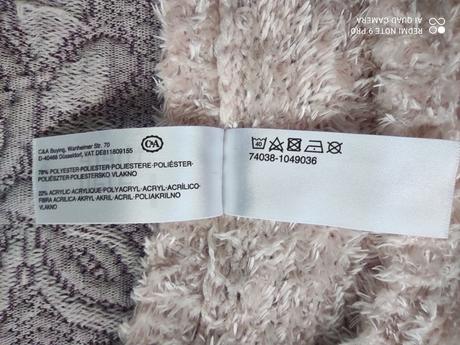 C&A Buying, Wanheimer Str. 70
D-40468 Düsseldorf, VAT.DE811809155
C&A
78% POLYESTER-POLIESTER-POLIESTERE-POLIÉSTER-
POLIÉSZTER-POLIESTERSKO VLAKNO
22% ACRYLIC-ACRYLIQUE-POLYACRYL-ACRYL-ACRÍLICO-
FIBRA ACRILICA-AKRYL-AKRIL-ACRIL-POLIAKRILNO
VLAKNO
40
74038-1049036
REDMI NOTE 9 PRO
AI QUAD CAMERA